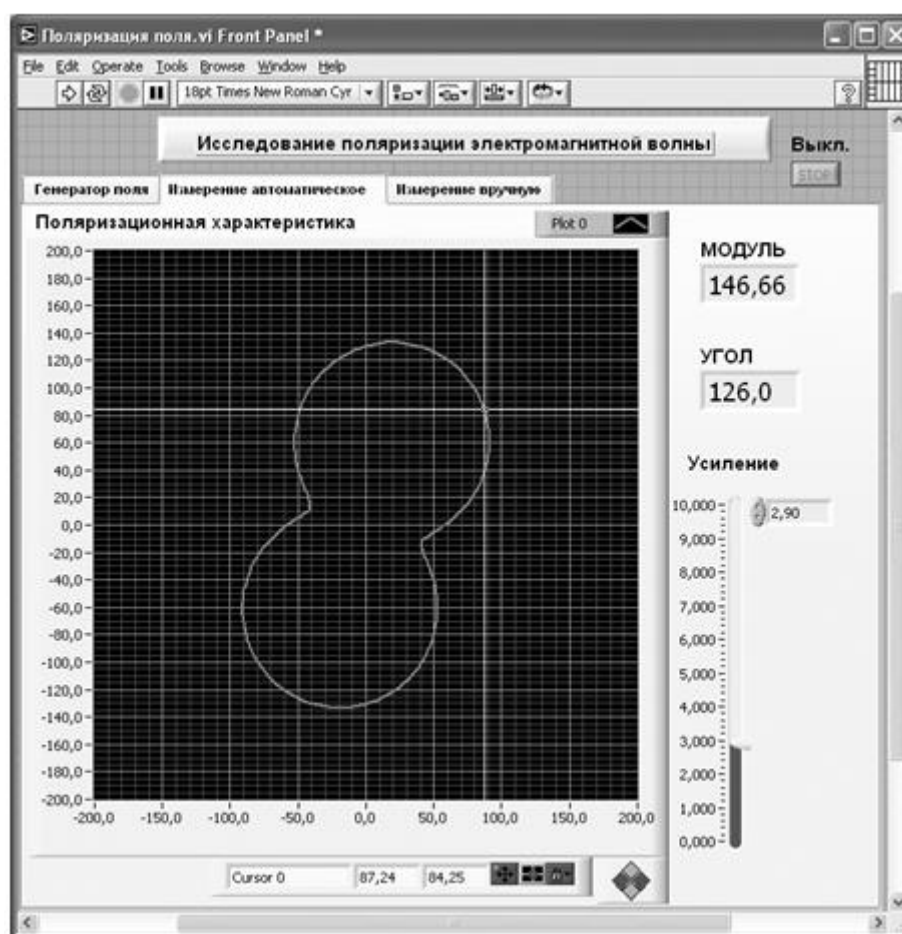 Поляризация поля.vi Front Panel *
File Edit Operate Tools Browse Window Help
18pt Times New Roman Cyr
?
Исследование поляризации электромагнитной волны
Выкл.
STOP
Генератор поля Измерение автоматическое Измерение вручную
Поляризационная характеристика
Plot 0
200,0
180,0
160,0
140,0
120,0
100,0
80,0
60,0
40,0
20,0
0,0
-20,0
-40,0
-60,0
-80,0
-100,0
-120,0
-140,0
-160,0
-180,0
-200,0
-200,0 -150,0 -100,0 -50,0 0,0 50,0 100,0 150,0 200,0
МОДУЛЬ
146,66
УГОЛ
126,0
Усиление
10,000
9,000
8,000
7,000
6,000
5,000
4,000
3,000
2,000
1,000
0,000
2,90
Cursor 0 87,24 84,25